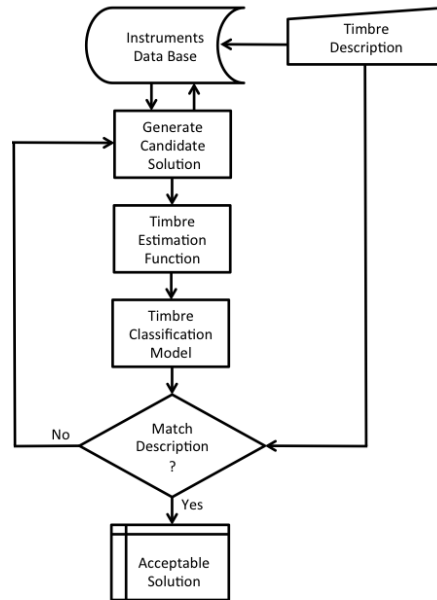 Instruments
Data Base
Timbre
Description
Generate
Candidate
Solution
Timbre
Estimation
Function
Timbre
Classification
Model
No
Match
Description
?
Yes
Acceptable
Solution